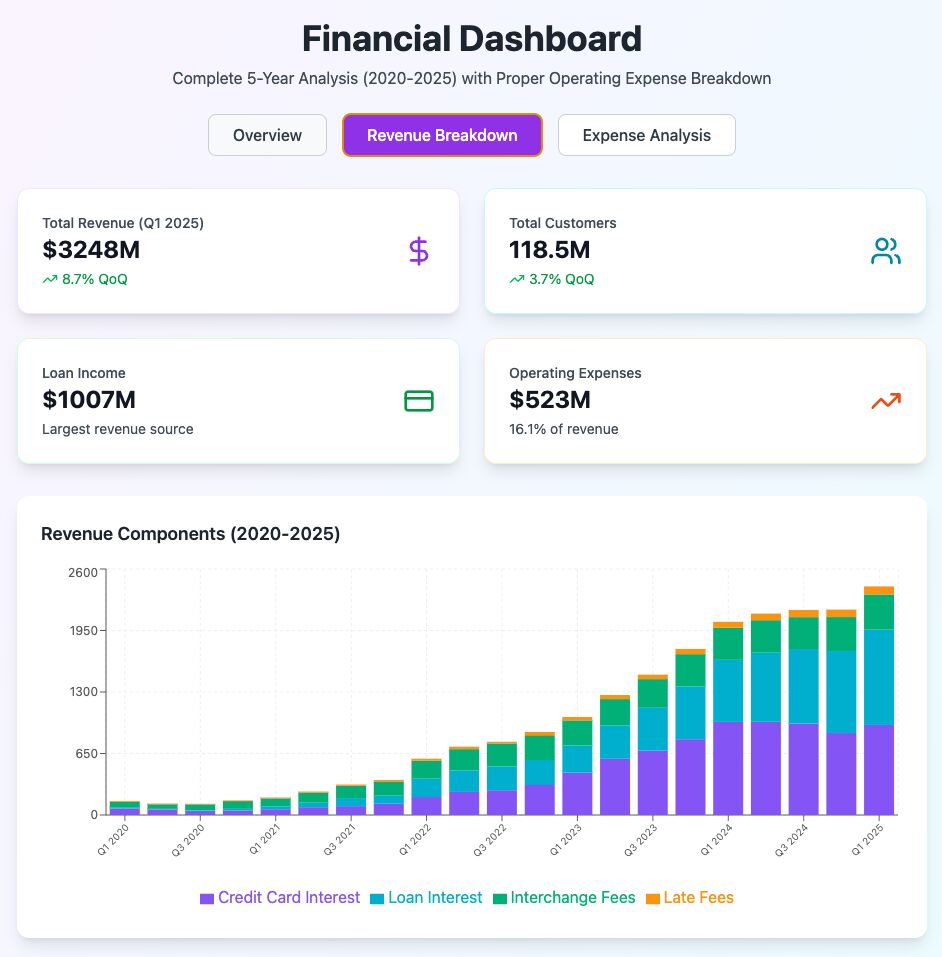 Financial Dashboard
Complete 5-Year Analysis (2020-2025) with Proper Operating Expense Breakdown
Overview
Revenue Breakdown
Expense Analysis
Total Revenue (Q1 2025)
$3248M
8.7% QoQ
Total Customers
118.5M
3.7% QoQ
Loan Income
$1007M
Largest revenue source
Operating Expenses
$523M
16.1% of revenue
Revenue Components (2020-2025)
2600
1950
1300
650
0
Q1 2020
Q3 2020
Q1 2021
Q3 2021
Q1 2022
Q3 2022
Q1 2023
Q3 2023
Q1 2024
Q3 2024
Q1 2025
Credit Card Interest
Loan Interest
Interchange Fees
Late Fees